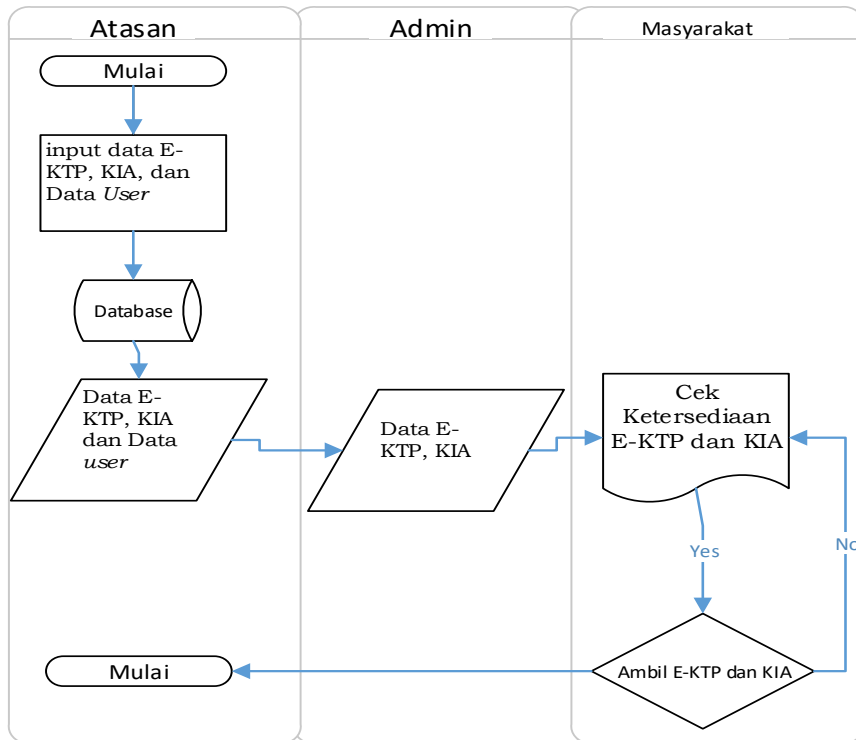 Atasan
Admin
Masyarakat
Mulai
input data E-
KTP, KIA, dan
Data User
Database
Data E-
KTP, KIA
dan Data
user
Data E-
KTP, KIA
Cek
Ketersediaan
E-KTP dan KIA
Yes
No
Ambil E-KTP dan KIA
Mulai